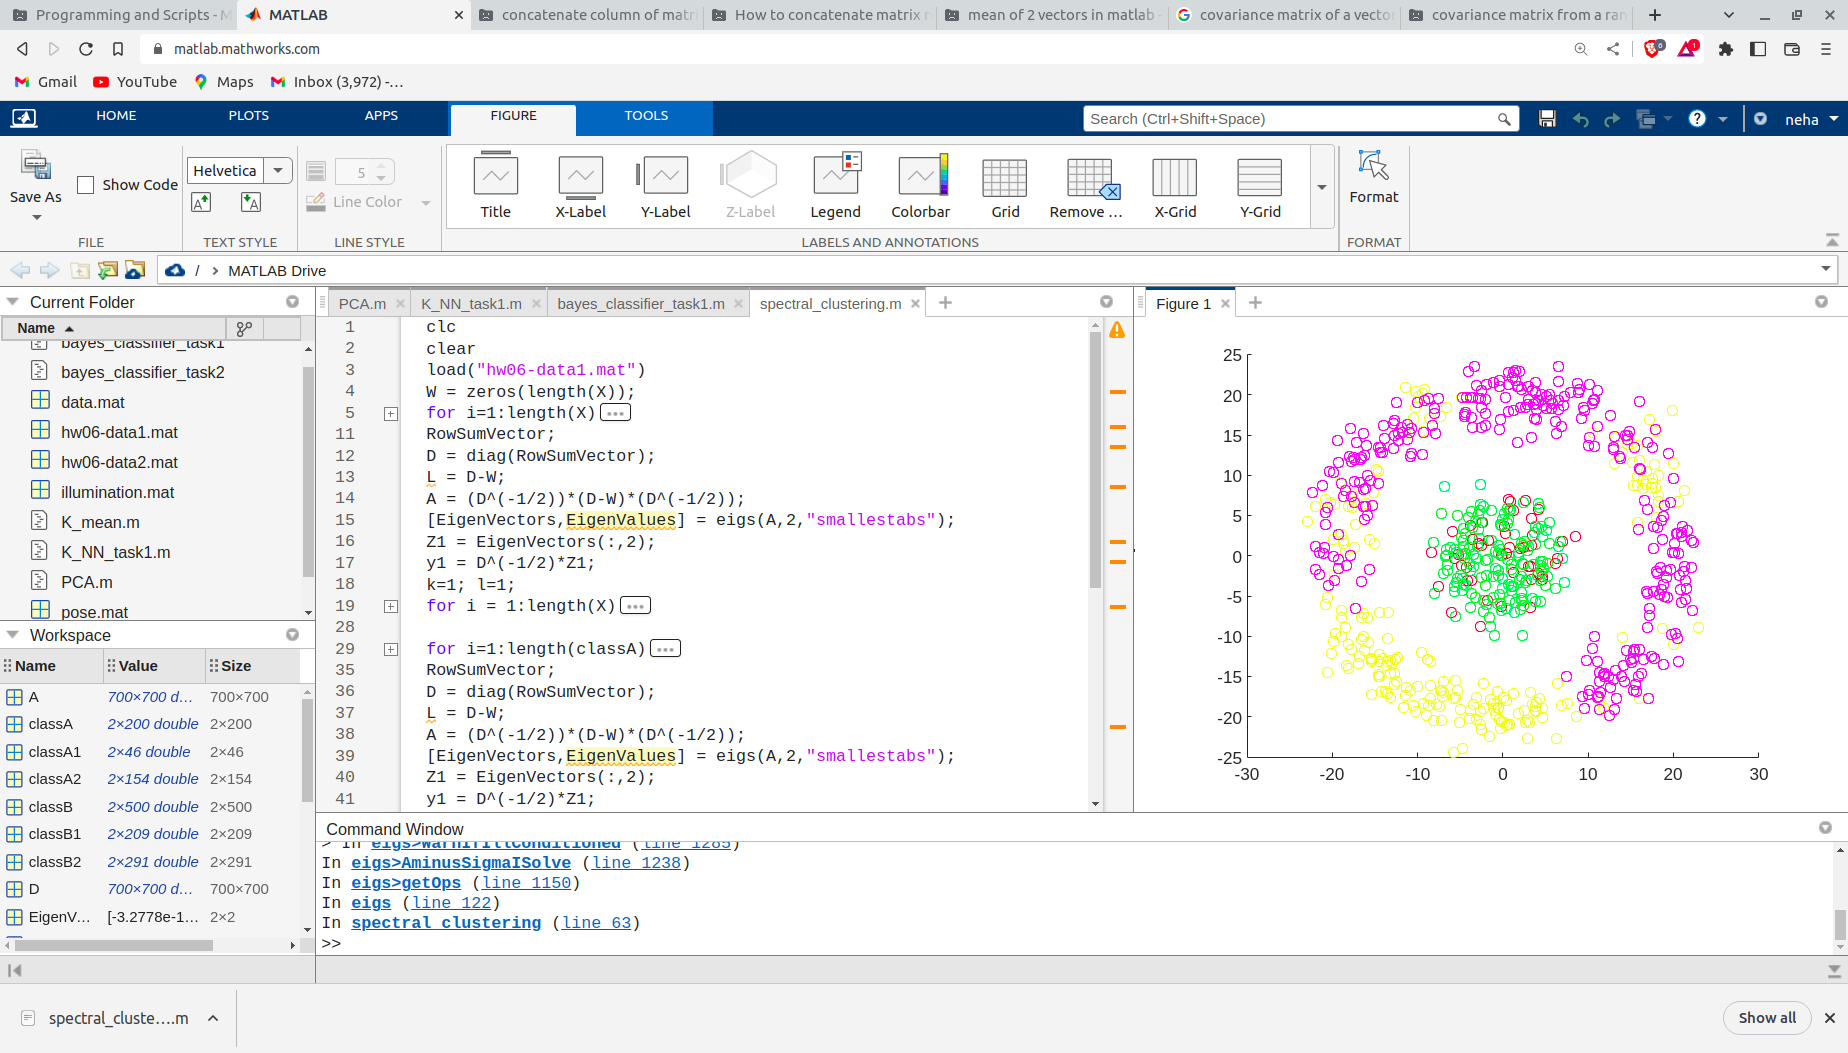 Programming and Scripts - M
MATLAB
concatenate column of matr
How to concatenate matrix r
mean of 2 vectors in matlab -
covariance matrix of a vecto
covariance matrix from a ran
matlab.mathworks.com
6
1
Gmail
YouTube
Maps
Inbox (3,972) -…
HOME
PLOTS
APPS
FIGURE
TOOLS
Search (Ctrl+Shift+Space)
neha
Save As
Show Code
FILE
Helvetica
TEXT STYLE
5
Line Color
LINE STYLE
Title
X-Label
Y-Label
Z-Label
Legend
Colorbar
Grid
Remove ...
X-Grid
Y-Grid
LABELS AND ANNOTATIONS
Format
FORMAT
/ › MATLAB Drive
Current Folder
Name
bayes_classifier_task1
bayes_classifier_task2
data.mat
hw06-data1.mat
hw06-data2.mat
illumination.mat
K_mean.m
K_NN_task1.m
PCA.m
pose.mat
Workspace
Name Value Size
A 700×700 d… 700×700
classA 2×200 double 2×200
classA1 2×46 double 2×46
classA2 2×154 double 2×154
classB 2×500 double 2×500
classB1 2×209 double 2×209
classB2 2×291 double 2×291
D 700×700 d… 700×700
EigenV… [-3.2778e-1… 2×2
PCA.m
K_NN_task1.m
bayes_classifier_task1.m
spectral_clustering.m
1 clc
2 clear
3 load("hw06-data1.mat")
4 W = zeros(length(X));
5 for i=1:length(X) ...
11 RowSumVector;
12 D = diag(RowSumVector);
13 L = D-W;
14 A = (D^(-1/2))*(D-W)*(D^(-1/2));
15 [EigenVectors,EigenValues] = eigs(A,2,"smallestabs");
16 Z1 = EigenVectors(:,2);
17 y1 = D^(-1/2)*Z1;
18 k=1; l=1;
19 for i = 1:length(X) ...
28
29 for i=1:length(classA) ...
35 RowSumVector;
36 D = diag(RowSumVector);
37 L = D-W;
38 A = (D^(-1/2))*(D-W)*(D^(-1/2));
39 [EigenVectors,EigenValues] = eigs(A,2,"smallestabs");
40 Z1 = EigenVectors(:,2);
41 y1 = D^(-1/2)*Z1;
Figure 1
25
20
15
10
5
0
-5
-10
-15
-20
-25
-30 -20 -10 0 10 20 30
Command Window
> In eigs>warnIfIllConditioned (line 1285)
In eigs>AminusSigmaISolve (line 1238)
In eigs>getOps (line 1150)
In eigs (line 122)
In spectral_clustering (line 63)
>>
spectral_cluste….m
Show all